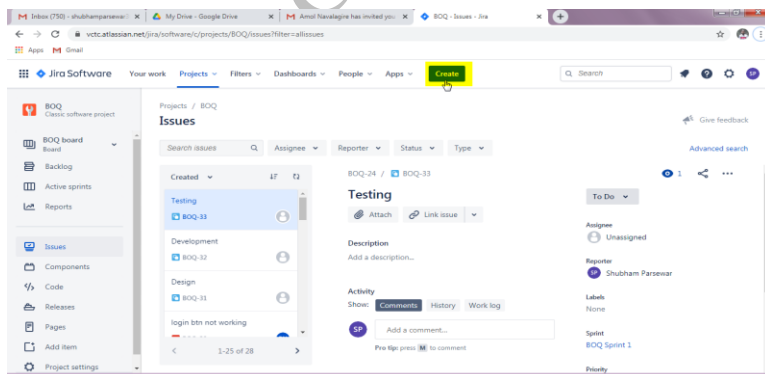 Inbox (750) - shubhamparsewar
My Drive - Google Drive
Amol Navalagire has invited you
BOQ - Issues - Jira
vctc.atlassian.net/jira/software/c/projects/BOQ/issues?filter=allissues
Apps Gmail
Jira Software Your work Projects Filters Dashboards People Apps Create Search SP
BOQ
Classic software project
BOQ board
Board
Backlog
Active sprints
Reports
Issues
Components
Code
Releases
Pages
Add item
Project settings
Projects / BOQ
Issues
Give feedback
Search issues Assignee Reporter Status Type Advanced search
Created
Testing
BOQ-33
Development
BOQ-32
Design
BOQ-31
login btn not working
1-25 of 28
BOQ-24 / BOQ-33
1
Testing
Attach Link issue
Description
Add a description...
Activity
Show: Comments History Work log
SP Add a comment...
Pro tip: press M to comment
To Do
Assignee
Unassigned
Reporter
SP Shubham Parsewar
Labels
None
Sprint
BOQ Sprint 1
Priority